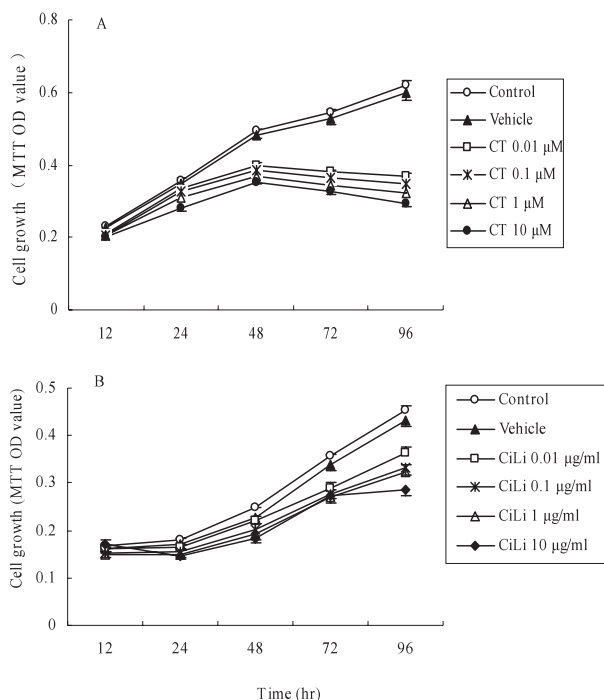 A
Cell growth ( MTT OD value )
0.8
0.6
0.4
0.2
0
12 24 48 72 96
Control
Vehicle
CT 0.01 μM
CT 0.1 μM
CT 1 μM
CT 10 μM
B
Cell growth (MTT OD value)
0.5
0.4
0.3
0.2
0.1
0
12 24 48 72 96
Time (hr)
Control
Vehicle
CiLi 0.01 μg/ml
CiLi 0.1 μg/ml
CiLi 1 μg/ml
CiLi 10 μg/ml